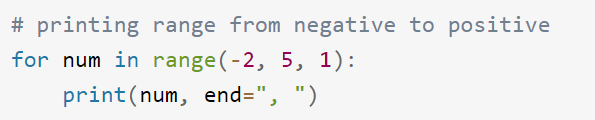 # printing range from negative to positive
for num in range(-2, 5, 1):
    print(num, end=", ")